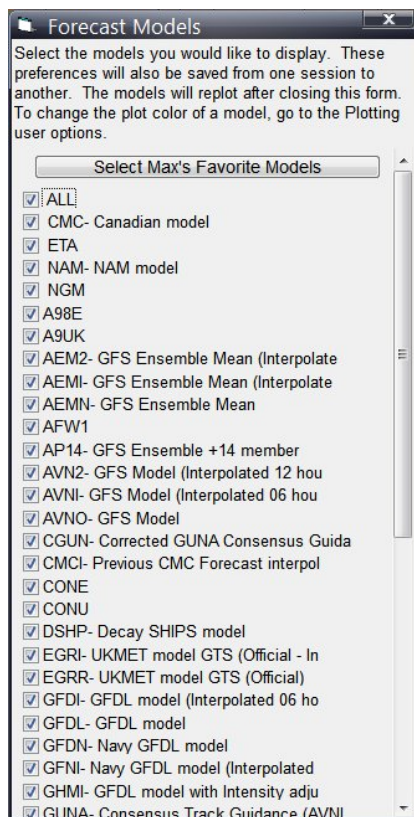 Forecast Models
Select the models you would like to display. These
preferences will also be saved from one session to
another. The models will replot after closing this form.
To change the plot color of a model, go to the Plotting
user options.
Select Max's Favorite Models
ALL
CMC- Canadian model
ETA
NAM- NAM model
NGM
A98E
A9UK
AEM2- GFS Ensemble Mean (Interpolate
AEMI- GFS Ensemble Mean (Interpolate
AEMN- GFS Ensemble Mean
AFW1
AP14- GFS Ensemble +14 member
AVN2- GFS Model (Interpolated 12 hou
AVNI- GFS Model (Interpolated 06 hou
AVNO- GFS Model
CGUN- Corrected GUNA Consensus Guida
CMCI- Previous CMC Forecast interpol
CONE
CONU
DSHP- Decay SHIPS model
EGRI- UKMET model GTS (Official - In
EGRR- UKMET model GTS (Official)
GFDI- GFDL model (Interpolated 06 ho
GFDL- GFDL model
GFDN- Navy GFDL model
GFNI- Navy GFDL model (Interpolated
GHMI- GFDL model with Intensity adju
GUNA- Consensus Track Guidance (AVNI